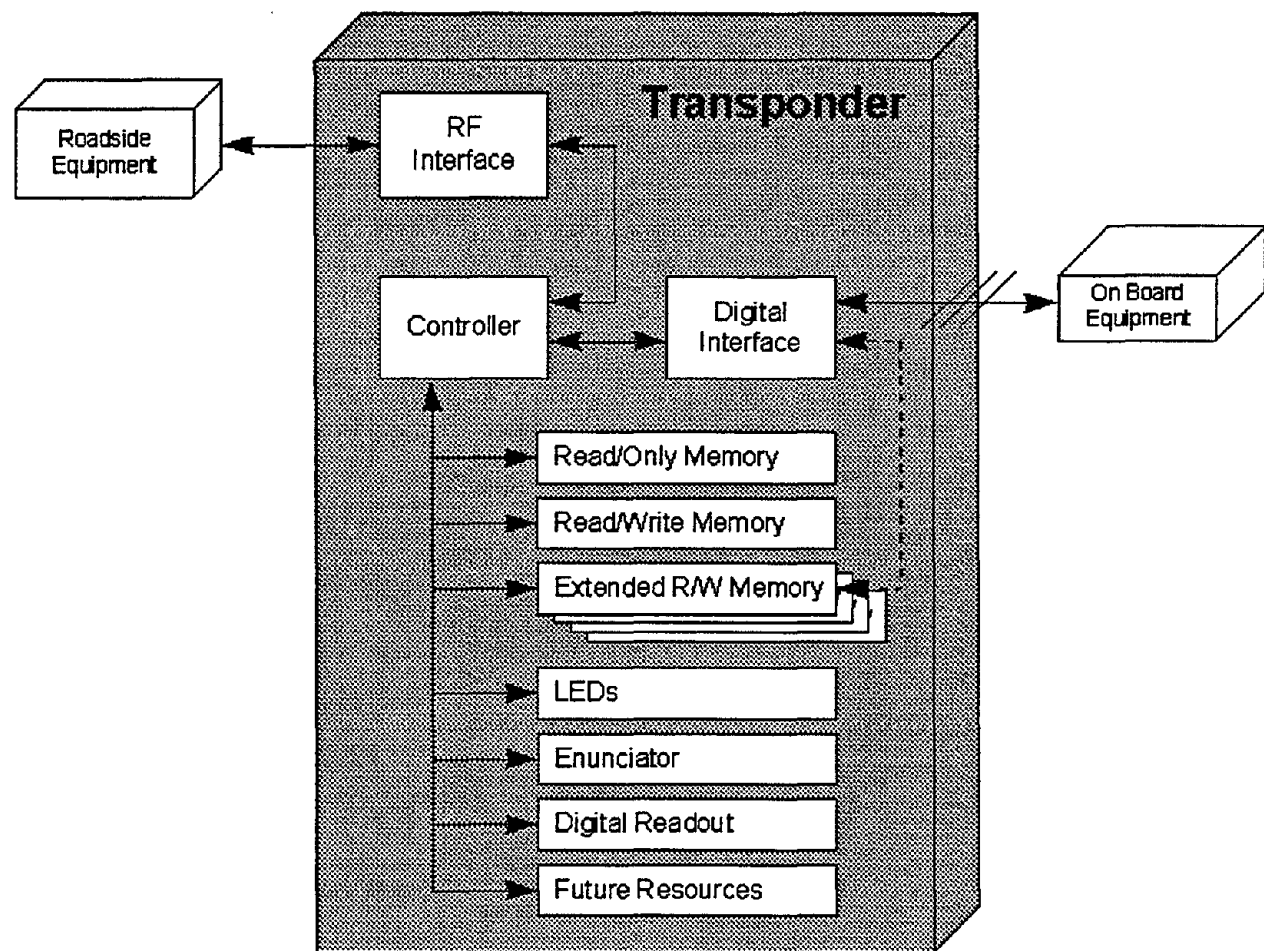 Transponder
Roadside
Equipment
RF
Interface
Controller
Digital
Interface
On Board
Equipment
Read/Only Memory
Read/Write Memory
Extended R/W Memory
LEDs
Enunciator
Digital Readout
Future Resources